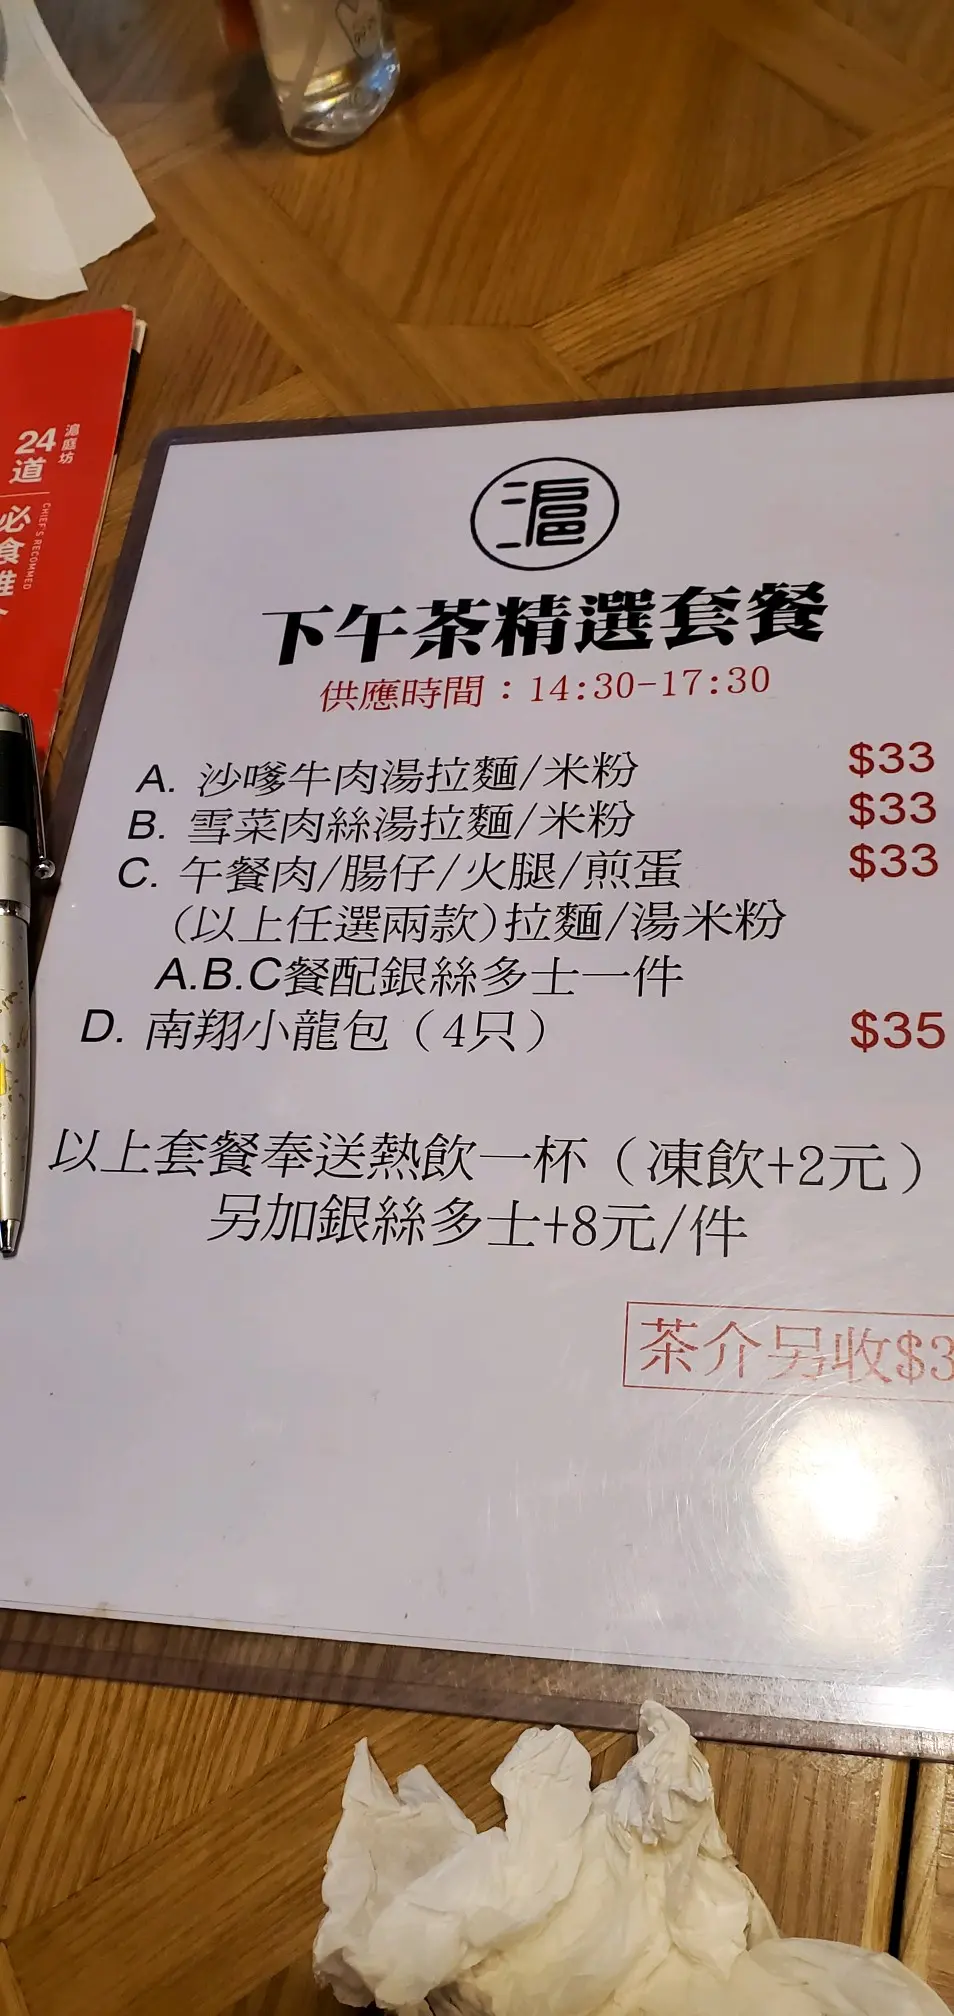 滬庭坊
24
道
必食推
CHIEF'S RECOMMED
滬
下午茶精選套餐
供應時間：14:30-17:30
A. 沙嗲牛肉湯拉麵/米粉 $33
B. 雪菜肉絲湯拉麵/米粉 $33
C. 午餐肉/腸仔/火腿/煎蛋 $33
(以上任選兩款)拉麵/湯米粉
A.B.C餐配銀絲多士一件
D. 南翔小龍包（4只） $35
以上套餐奉送熱飲一杯（凍飲+2元）
另加銀絲多士+8元/件
茶介另收$3